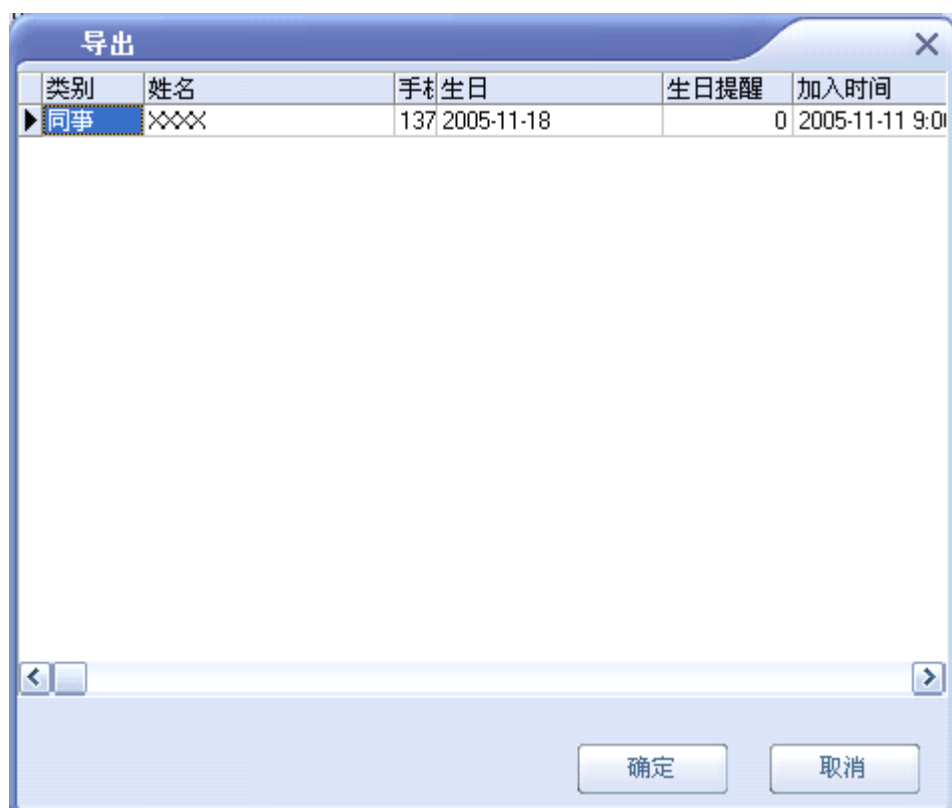 导出
类别 姓名 手 生日 生日提醒 加入时间
同事 XXXX 137 2005-11-18 0 2005-11-11 9:0
确定 取消